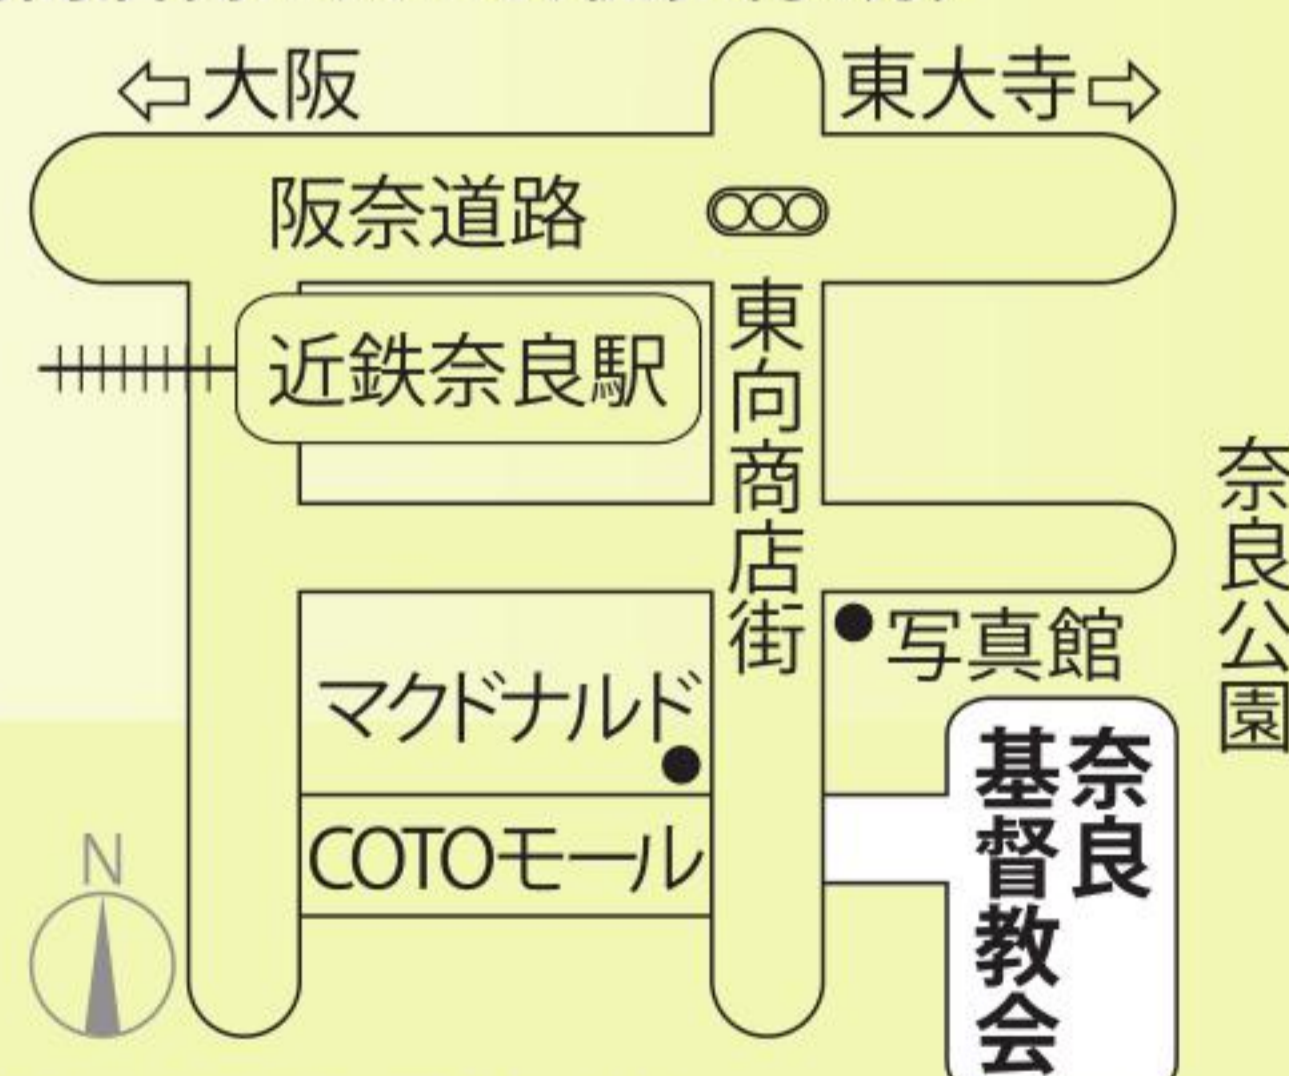 大阪
東大寺
阪奈道路
近鉄奈良駅
東向商店街
奈良公園
写真館
マクドナルド
COTOモール
奈良
基督教会
N